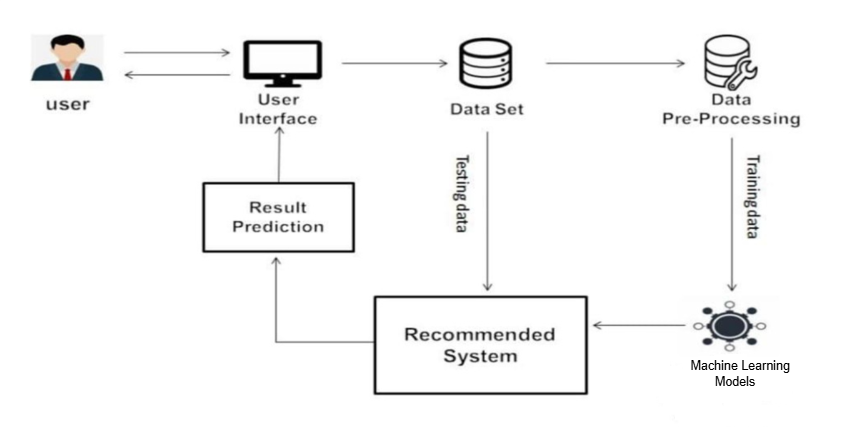 user
User
Interface
Data Set
Data
Pre-Processing
Testing data
Training data
Result
Prediction
Recommended
System
Machine Learning
Models